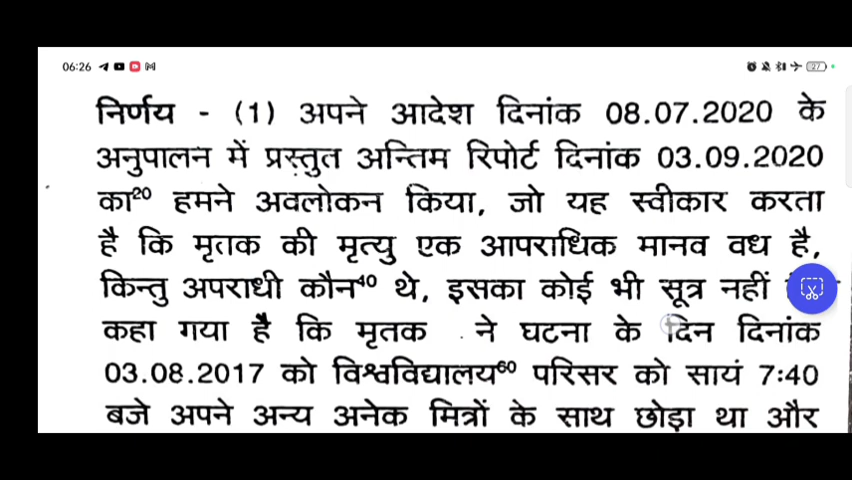 06:26
27
निर्णय - (1) अपने आदेश दिनांक 08.07.2020 के
अनुपालन में प्रस्तुत अन्तिम रिपोर्ट दिनांक 03.09.2020
का²⁰ हमने अवलोकन किया, जो यह स्वीकार करता
है कि मृतक की मृत्यु एक आपराधिक मानव वध है,
किन्तु अपराधी कौन⁴⁰ थे, इसका कोई भी सूत्र नहीं
कहा गया है कि मृतक ने घटना के दिन दिनांक
03.08.2017 को विश्वविद्यालय⁶⁰ परिसर को सायं 7:40
बजे अपने अन्य अनेक मित्रों के साथ छोड़ा था और